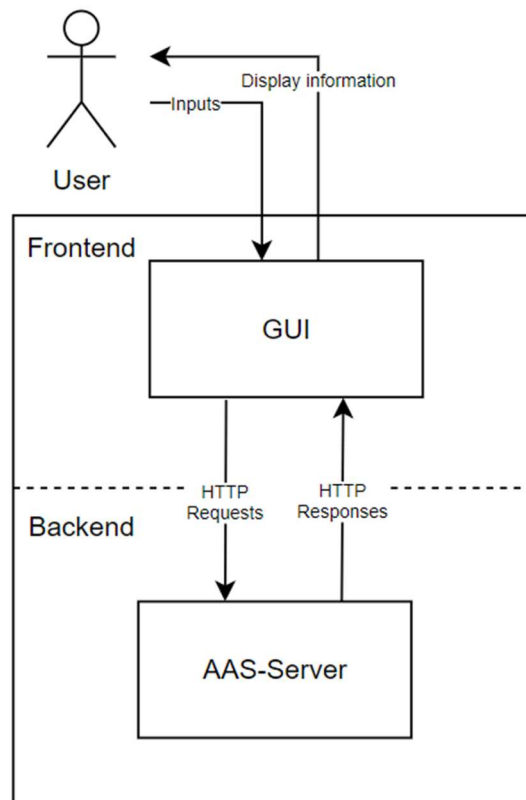 Display information
Inputs
User
Frontend
GUI
HTTP
Requests
HTTP
Responses
Backend
AAS-Server